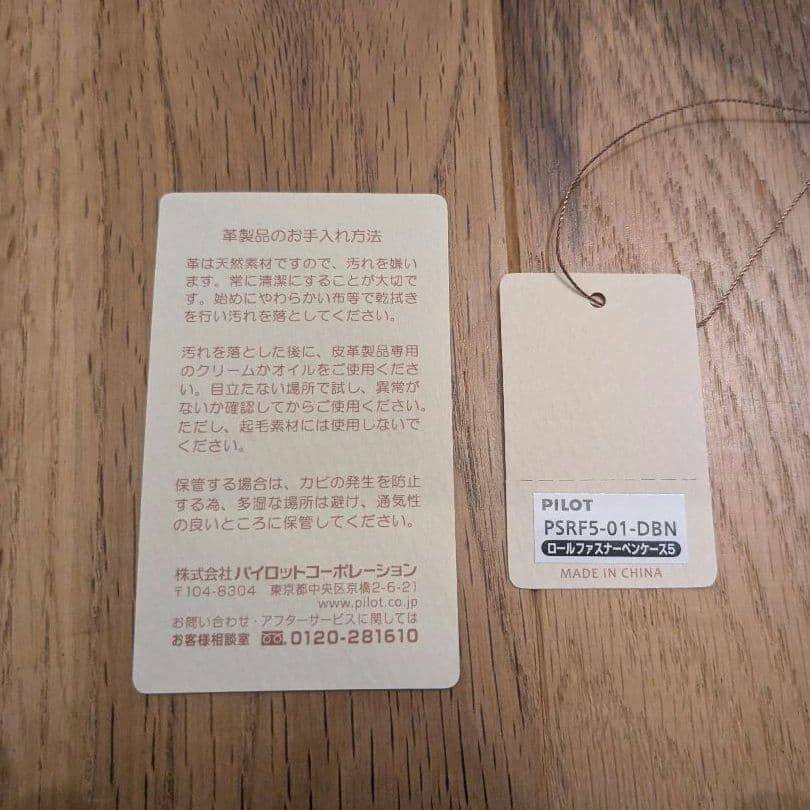 革製品のお手入れ方法
革は天然素材ですので、汚れを嫌い
ます。常に清潔にすることが大切で
す。始めにやわらかい布等で乾拭き
を行い汚れを落としてください。
汚れを落とした後に、皮革製品専用
のクリームかオイルをご使用くださ
い。目立たない場所で試し、異常が
ないか確認してからご使用ください。
ただし、起毛素材には使用しないで
ください。
保管する場合は、カビの発生を防止
する為、多湿な場所は避け、通気性
の良いところに保管してください。
株式会社パイロットコーポレーション
〒104-8304 東京都中央区京橋2-6-21
www.pilot.co.jp
お問い合わせ・アフターサービスに関しては
お客様相談室 0120-281610
PILOT
PSRF5-01-DBN
ロールファスナーペンケース5
MADE IN CHINA